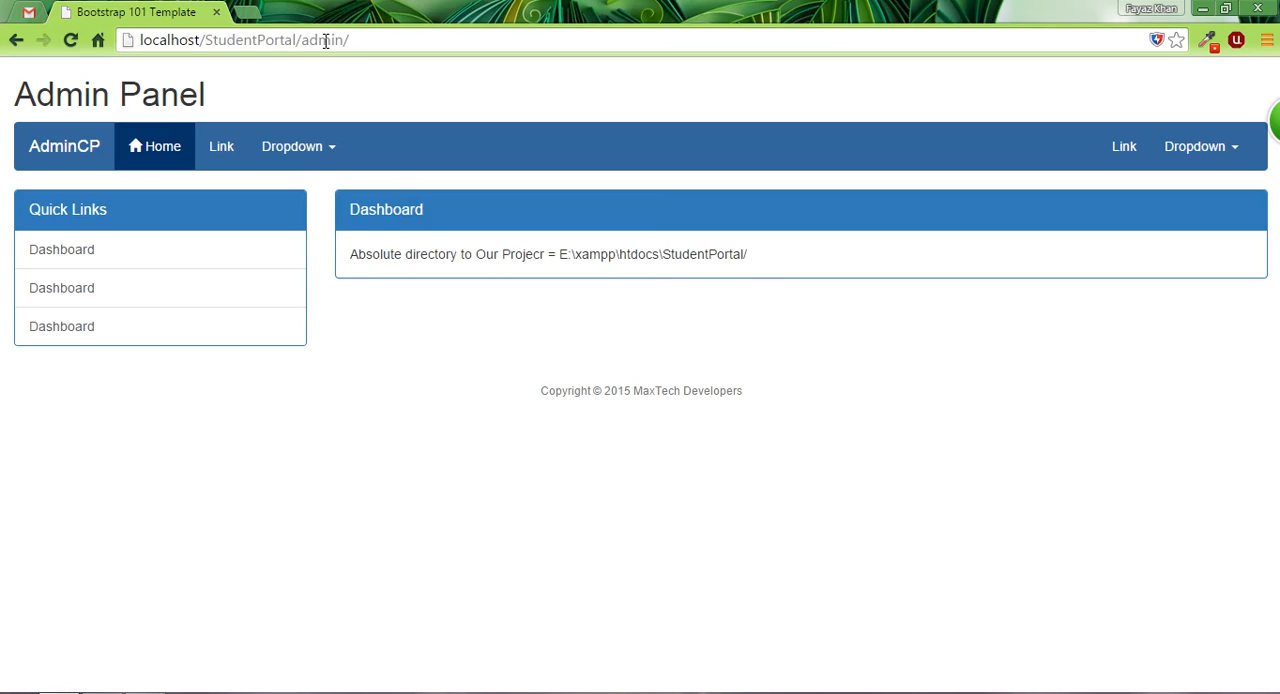 Bootstrap 101 Template
Fayaz Khan
localhost/StudentPortal/admin/
Admin Panel
AdminCP Home Link Dropdown Link Dropdown
Quick Links
Dashboard
Dashboard
Dashboard
Dashboard
Absolute directory to Our Projecr = E:\xampp\htdocs\StudentPortal/
Copyright © 2015 MaxTech Developers